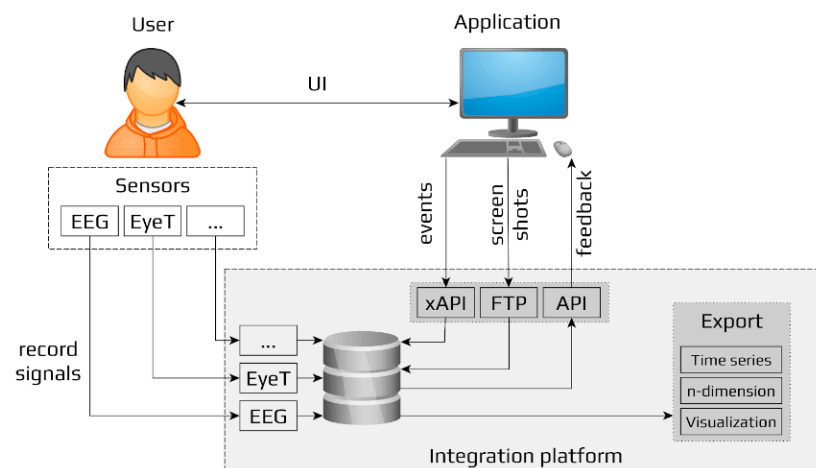 User
Application
UI
Sensors
EEG
EyeT
...
events
screen
shots
feedback
xAPI
FTP
API
record
signals
...
EyeT
EEG
Export
Time series
n-dimension
Visualization
Integration platform